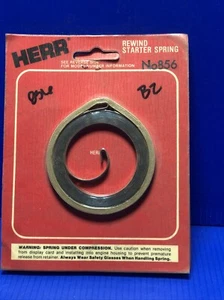 HERR
REWIND
STARTER SPRING
SEE REVERSE SIDE
FOR MODEL NUMBER INFORMATION
No856
B2
HERR
WARNING: SPRING UNDER COMPRESSION. Use caution when removing
from display card and installing into engine housing to prevent premature
release from retainer. Always Wear Safety Glasses When Handling Spring.